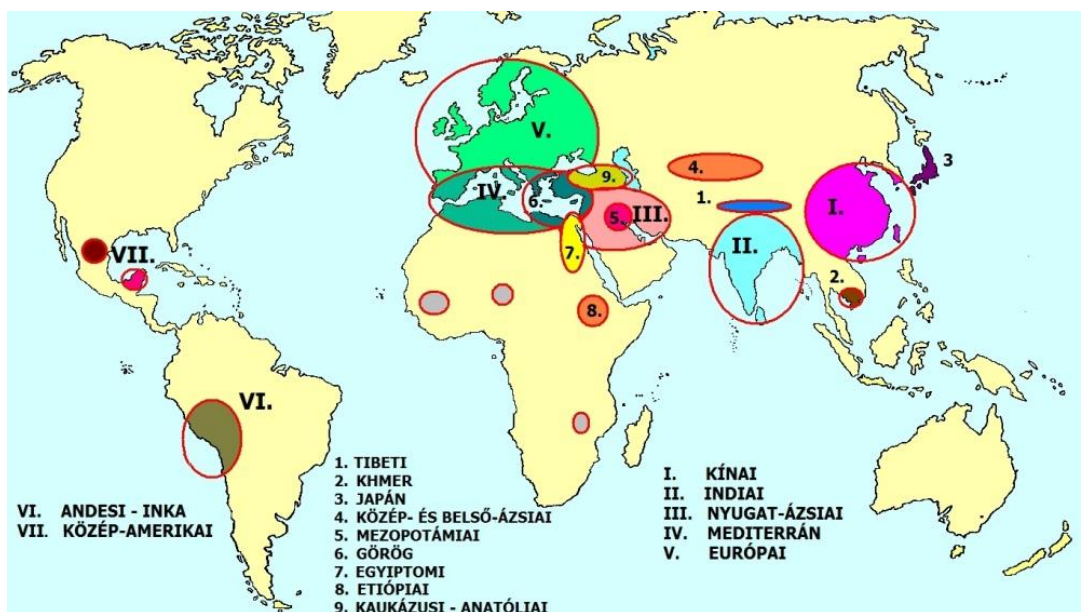 V.
3
4.
9.
IV.
6.
1.
I.
5.
III.
VII.
7.
II.
2.
8.
VI.
VI. ANDESI - INKA
VII. KÖZÉP-AMERIKAI
1. TIBETI
2 KHMER
3 JAPÁN
4 KÖZÉP- ÉS BELSŐ-ÁZSIAI
5 MEZOPOTÁMIAI
6 GÖRÖG
7 EGYIPTOMI
8 ETIÓPIAI
9. KAUKÁZUSI - ANATÓLIAI
I. KÍNAI
II INDIAI
III. NYUGAT-ÁZSIAI
IV. MEDITERRÁN
V. EURÓPAI